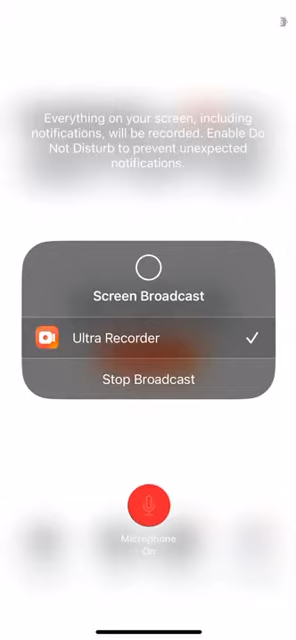 Everything on your screen, including
notifications, will be recorded. Enable Do
Not Disturb to prevent unexpected
notifications.
Screen Broadcast
Ultra Recorder
Stop Broadcast
Microphone
On